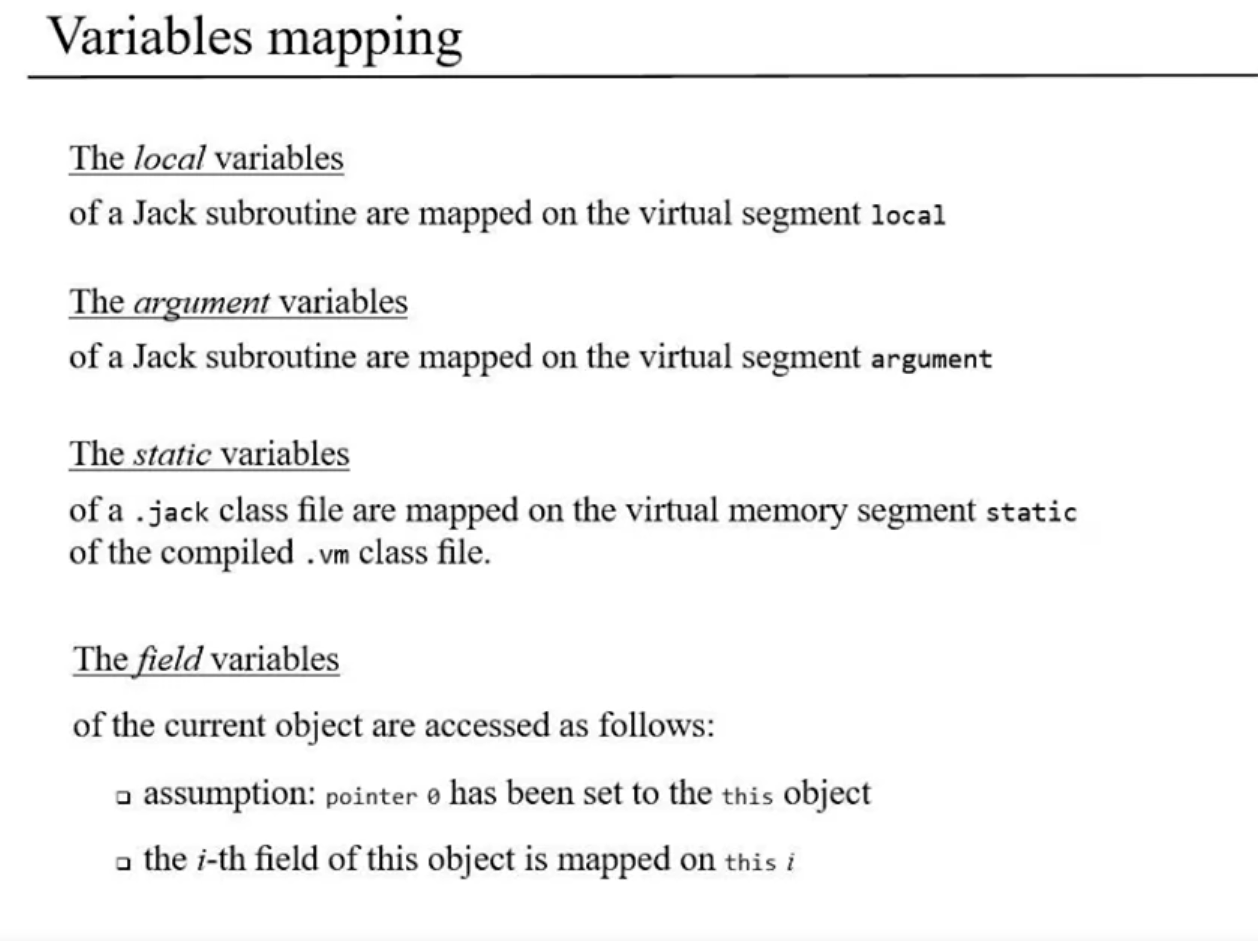 Variables mapping
The local variables
of a Jack subroutine are mapped on the virtual segment local
The argument variables
of a Jack subroutine are mapped on the virtual segment argument
The static variables
of a .jack class file are mapped on the virtual memory segment static
of the compiled .vm class file.
The field variables
of the current object are accessed as follows:
assumption: pointer 0 has been set to the this object
the i-th field of this object is mapped on this i